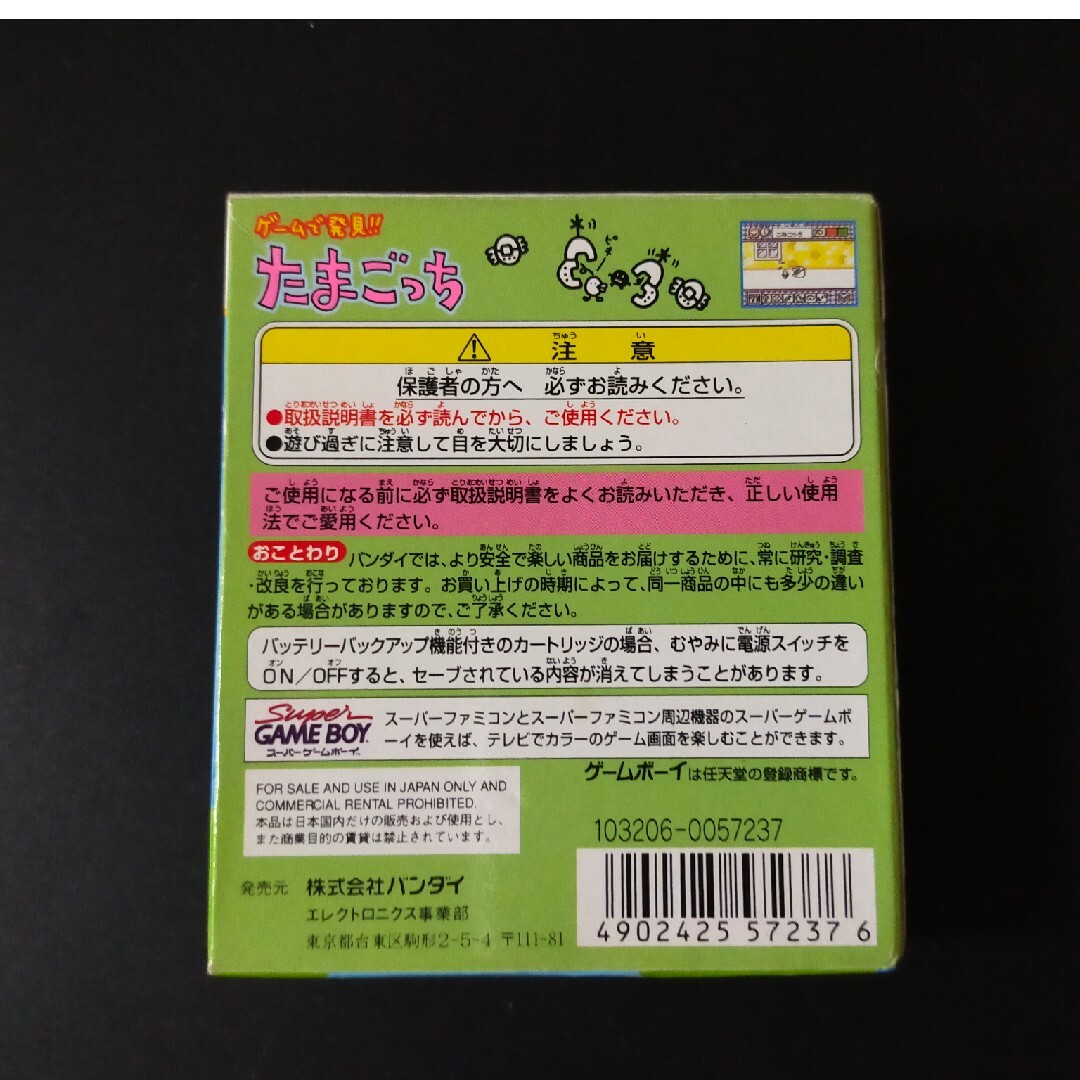 ゲームで発見!!
たまごっち
注意
保護者の方へ 必ずお読みください。
●取扱説明書を必ず読んでから、ご使用ください。
●遊び過ぎに注意して目を大切にしましょう。
ご使用になる前に必ず取扱説明書をよくお読みいただき、正しい使用
法でご愛用ください。
おことわり バンダイでは、より安全で楽しい商品をお届けするために、常に研究・調査
・改良を行っております。お買い上げの時期によって、同一商品の中にも多少の違い
がある場合がありますので、ご了承ください。
バッテリーバックアップ機能付きのカートリッジの場合、むやみに電源スイッチを
ON/OFFすると、セーブされている内容が消えてしまうことがあります。
Super
GAME BOY
スーパーゲームボーイ
スーパーファミコンとスーパーファミコン周辺機器のスーパーゲームボ
ーイを使えば、テレビでカラーのゲーム画面を楽しむことができます。
ゲームボーイは任天堂の登録商標です。
FOR SALE AND USE IN JAPAN ONLY AND
COMMERCIAL RENTAL PROHIBITED.
本品は日本国内だけの販売および使用とし、
また商業目的の賃貸は禁止されています。
103206-0057237
発売元 株式会社バンダイ
エレクトロニクス事業部
東京都台東区駒形2-5-4 〒111-81
4902425 572376